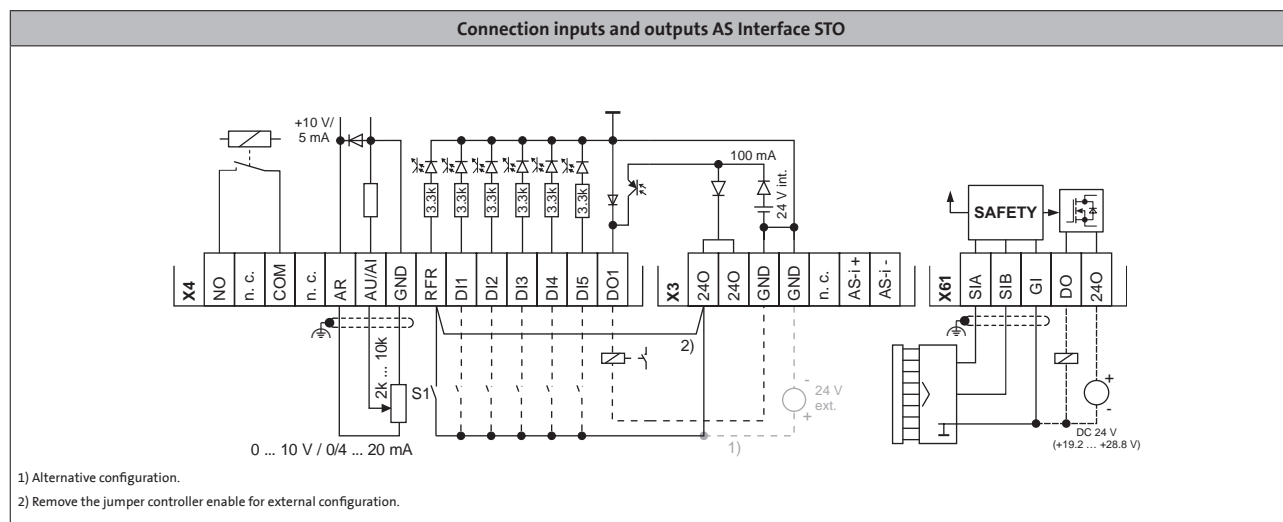 Connection inputs and outputs AS Interface STO
+10 V/
5 mA
100 mA
24 V int.
3.3k
3.3k
3.3k
3.3k
3.3k
3.3k
SAFETY
X4
NO
n. c.
COM
n. c.
AR
AU/AI
GND
RFR
DI1
DI2
DI3
DI4
DI5
DO1
X3
24O
24O
GND
GND
n. c.
AS-i +
AS-i -
X61
SIA
SIB
GI
DO
24O
2k ... 10k
S1
2)
-
24 V
ext.
+
1)
+
-
DC 24 V
(+19.2 ... +28.8 V)
0 ... 10 V / 0/4 ... 20 mA
1) Alternative configuration.
2) Remove the jumper controller enable for external configuration.